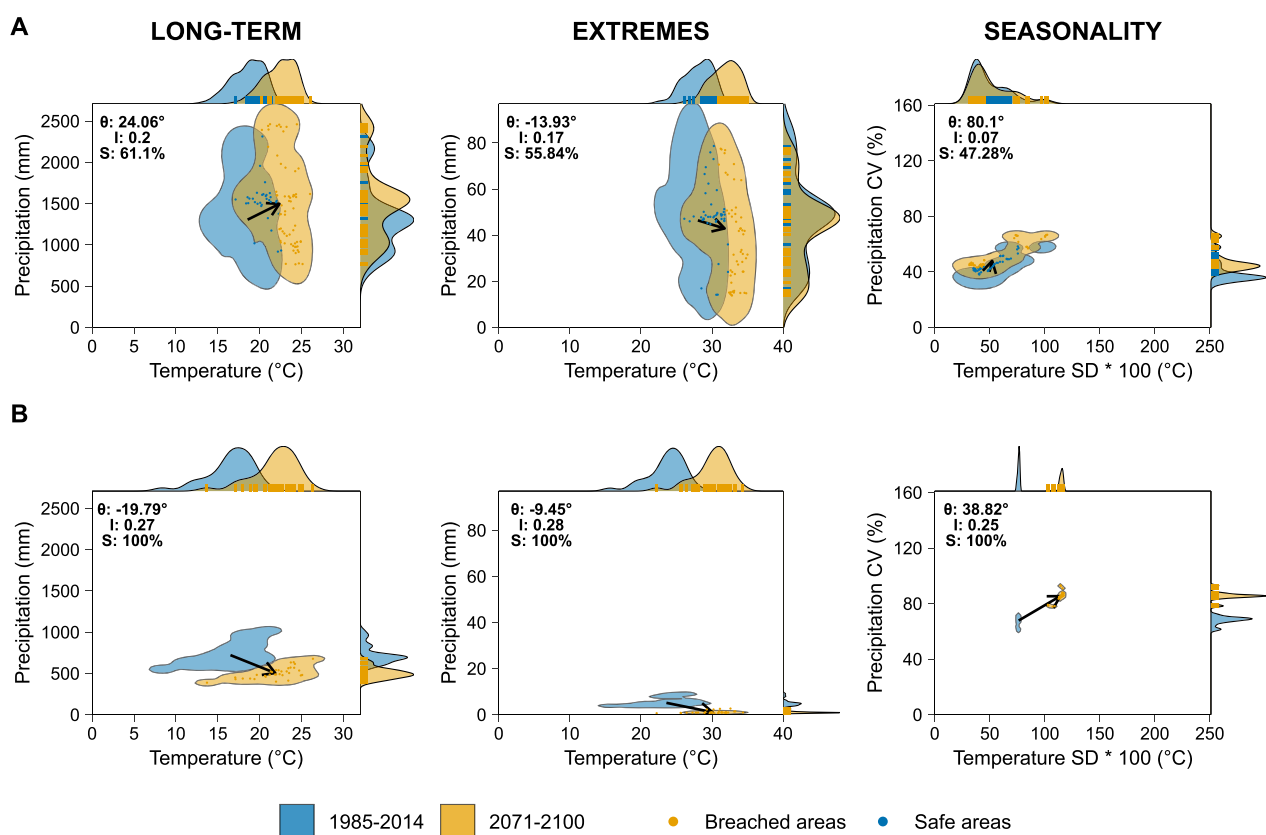 A
LONG-TERM
EXTREMES
SEASONALITY
θ: 24.06°
I: 0.2
S: 61.1%
Precipitation (mm)
2500
2000
1500
1000
500
0
0 5 10 15 20 25 30
Temperature (°C)
θ: -13.93°
I: 0.17
S: 55.84%
Precipitation (mm)
80
60
40
20
0
0 10 20 30 40
Temperature (°C)
θ: 80.1°
I: 0.07
S: 47.28%
Precipitation CV (%)
160
120
80
40
0
0 50 100 150 200 250
Temperature SD * 100 (°C)
B
θ: -19.79°
I: 0.27
S: 100%
Precipitation (mm)
2500
2000
1500
1000
500
0
0 5 10 15 20 25 30
Temperature (°C)
θ: -9.45°
I: 0.28
S: 100%
Precipitation (mm)
80
60
40
20
0
0 10 20 30 40
Temperature (°C)
θ: 38.82°
I: 0.25
S: 100%
Precipitation CV (%)
160
120
80
40
0
0 50 100 150 200 250
Temperature SD * 100 (°C)
1985-2014 2071-2100 Breached areas Safe areas